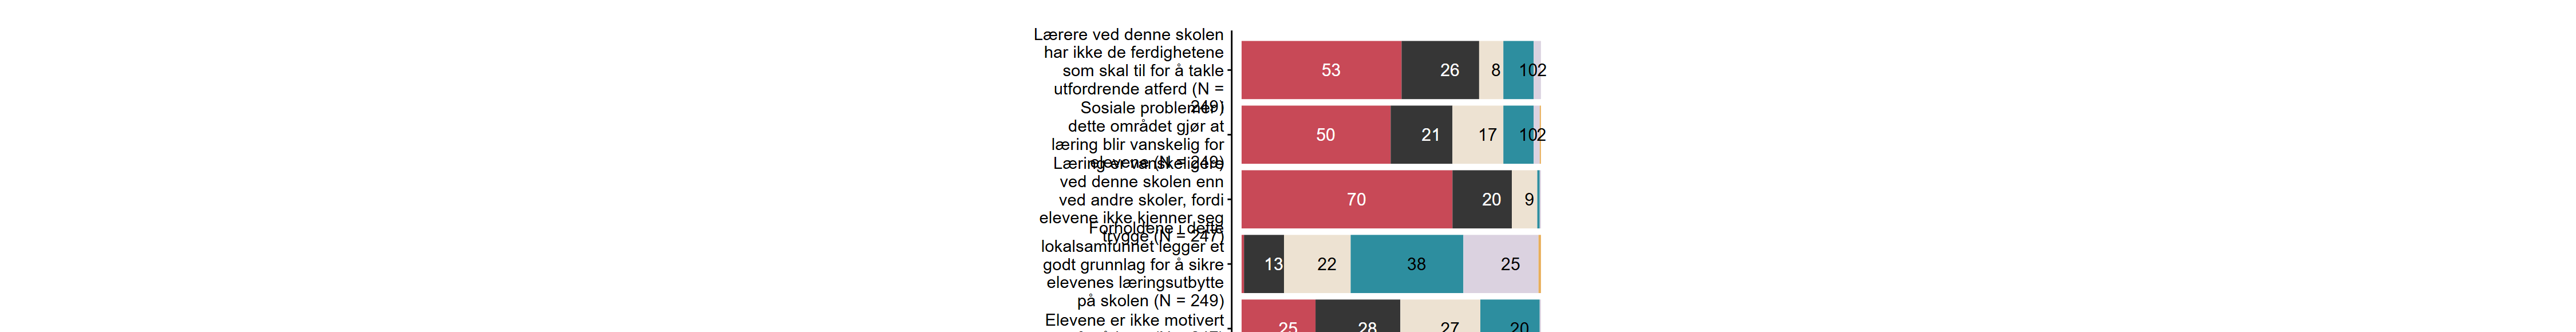 Lærere ved denne skolen
har ikke de ferdighetene
som skal til for å takle
utfordrende atferd (N =
249)
53 26 8 10 2
Sosiale problemer i
dette området gjør at
læring blir vanskelig for
elevene (N = 249)
50 21 17 10 2
Læring er vanskeligere
ved denne skolen enn
ved andre skoler, fordi
elevene ikke kjenner seg
trygge (N = 247)
70 20 9
Forholdene i dette
lokalsamfunnet legger et
godt grunnlag for å sikre
elevenes læringsutbytte
på skolen (N = 249)
13 22 38 25
Elevene er ikke motivert
25 28 27 20